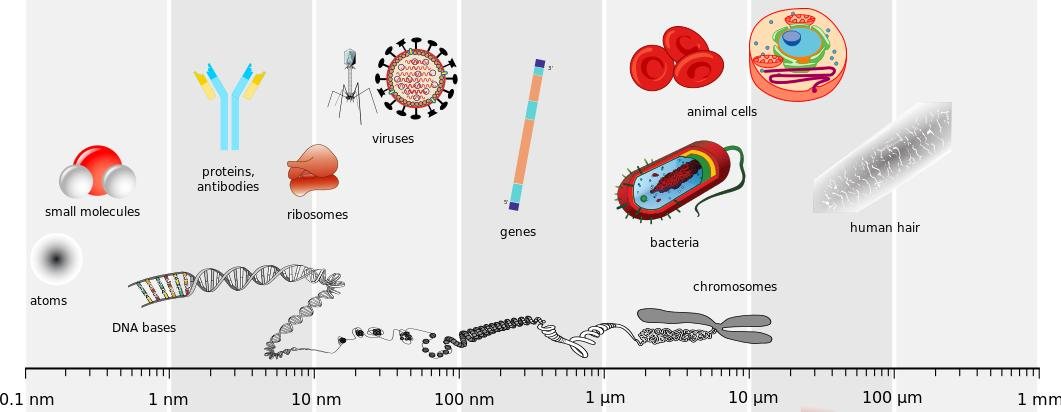 3'
animal cells
viruses
proteins,
antibodies
small molecules
ribosomes
5'
genes
human hair
bacteria
chromosomes
atoms
DNA bases
0.1 nm
1 nm
10 nm
100 nm
1 µm
10 µm
100 µm
1 mm